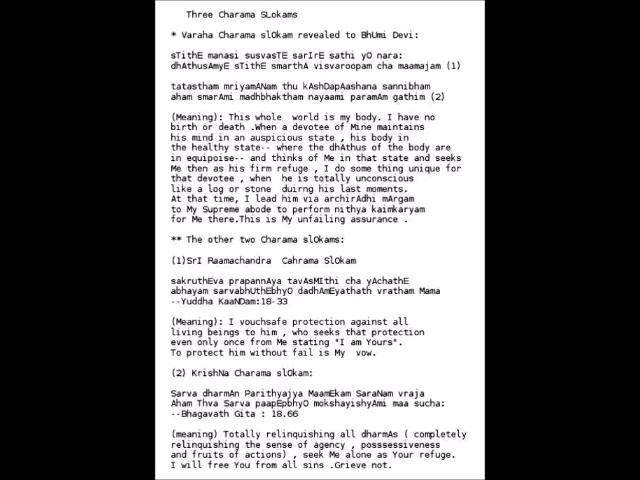 Three Charama SLokams
* Varaha Charama slOkam revealed to BhUmi Devi:
sTithE manasi susvasTE sarIrE sathi yO nara:
dhAthusAmyE sTithE smarthA visvaroopam cha maamajam (1)
tatastham mriyamANam thu kAshDapAashana sannibham
aham smarAmi madhbhaktam nayaami paramAm gathim (2)
(Meaning): This whole world is my body. I have no
birth or death .When a devotee of Mine maintains
his mind in an auspicious state , his body in
the healthy state-- where the dhAthus of the body are
in equipoise-- and thinks of Me in that state and seeks
Me then as his firm refuge , I do some thing unique for
that devotee , when he is totally unconscious
like a log or stone duirng his last moments.
At that time, I lead him via archirAdhi mArgam
to My Supreme abode to perform nithya kaimkaryam
for Me there.This is My unfailing assurance .
** The other two Charama slOkams:
(1)SrI Raamachandra Cahrama SlOkam
sakruthEva prapannAya tavAsMIthi cha yAchathE
abhayam sarvabhUthEbhyO dadhAmEyathath vratham Mama
--Yuddha KaaNDam:18-33
(Meaning): I vouchsafe protection against all
living beings to him , who seeks that protection
even only once from Me stating "I am Yours".
To protect him without fail is My vow.
(2) KrishNa Charama slOkam:
Sarva dharmAn Parithyajya MaamEkam SaraNam vraja
Aham Thva Sarva paapEpbhyO mokshayishyAmi maa sucha:
--Bhagavath Gita : 18.66
(meaning) Totally relinquishing all dharmAs ( completely
relinquishing the sense of agency , posssessiveness
and fruits of actions) , seek Me alone as Your refuge.
I will free You from all sins .Grieve not.